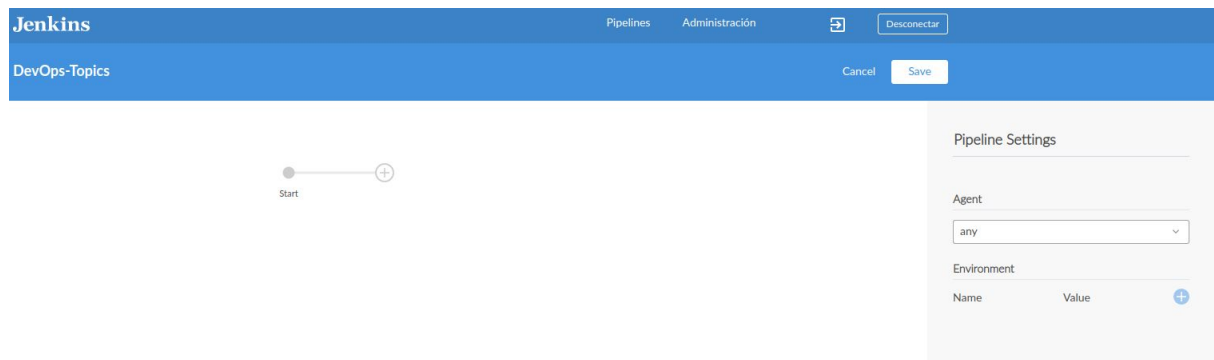 Jenkins Pipelines Administración Desconectar
DevOps-Topics Cancel Save
Pipeline Settings
Start
Agent
any
Environment
Name Value